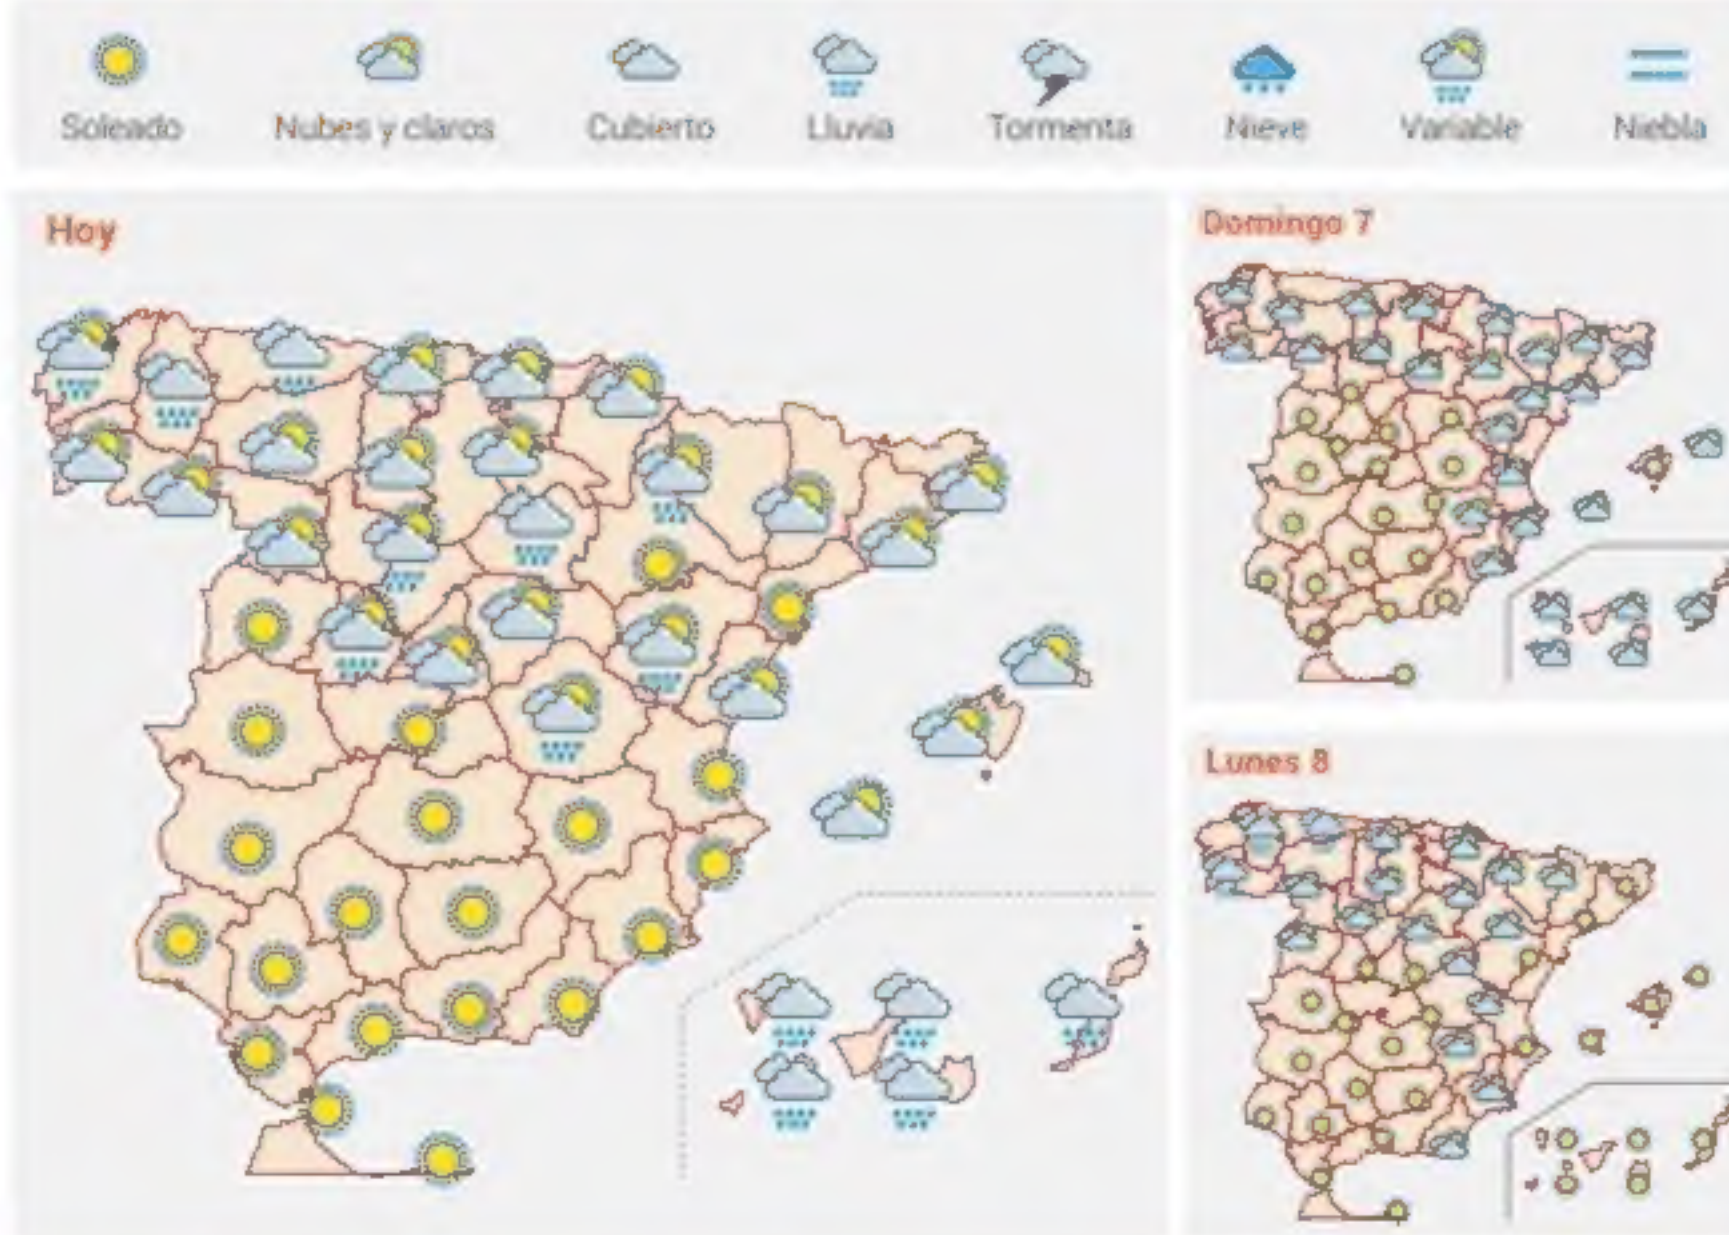 Soleado
Nubes y claros
Cubierto
Lluvia
Tormenta
Nieve
Variable
Niebla
Hoy
Domingo 7
Lunes 8